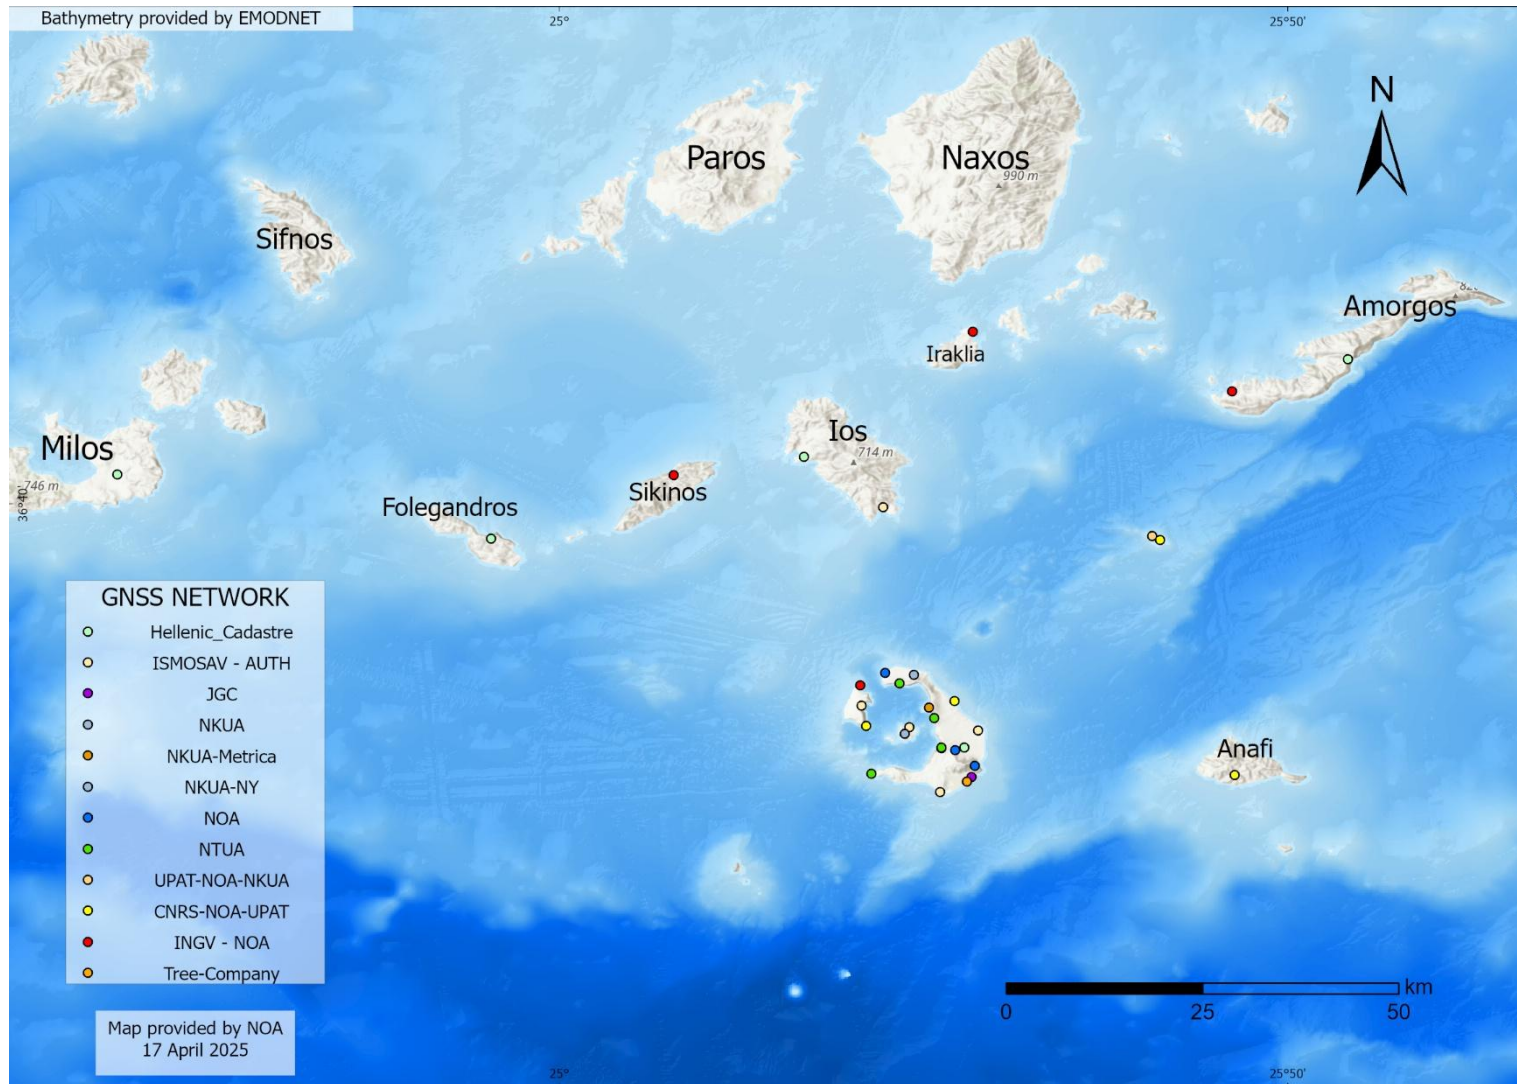 Bathymetry provided by EMODNET
25°
25°50'
N
Paros
Naxos
990 m
Sifnos
Amorgos
Iraklia
Ios
714 m
Milos
746 m
36°40'
Sikinos
Folegandros
GNSS NETWORK
Hellenic_Cadastre
ISMOSAV - AUTH
JGC
NKUA
NKUA-Metrica
NKUA-NY
NOA
NTUA
UPAT-NOA-NKUA
CNRS-NOA-UPAT
INGV - NOA
Tree-Company
Anafi
km
0 25 50
Map provided by NOA
17 April 2025
25°
25°50'